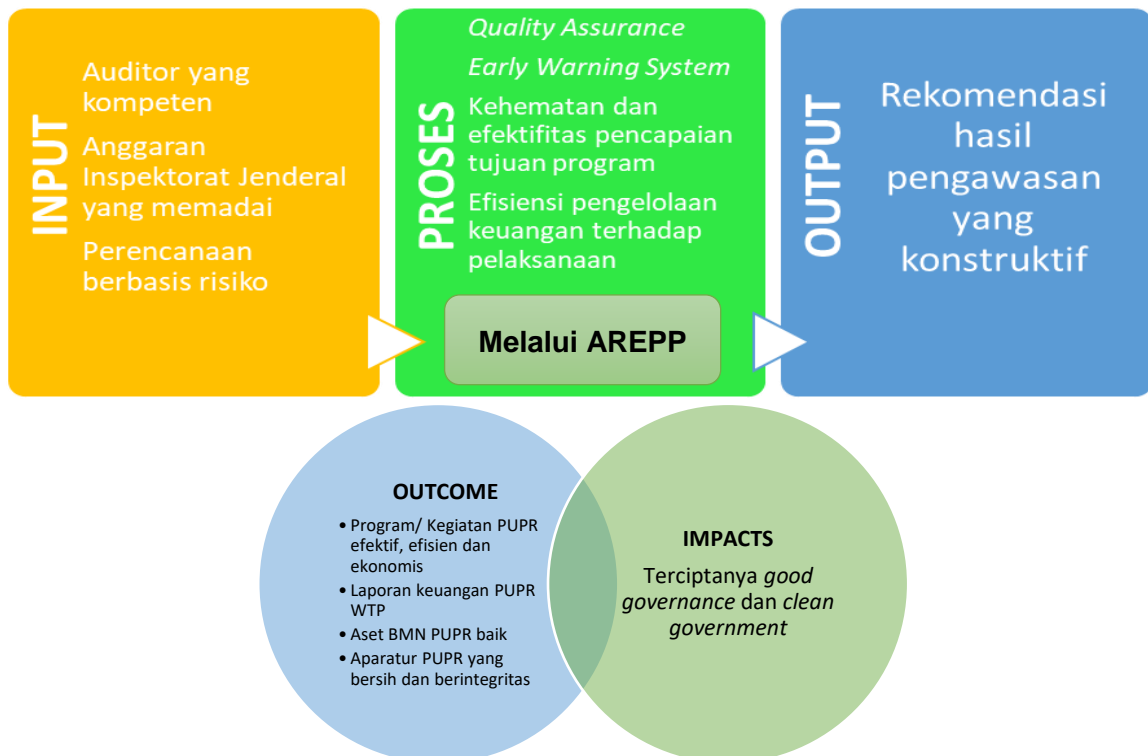 INPUT
Auditor yang
kompeten
Anggaran
Inspektorat Jenderal
yang memadai
Perencanaan
berbasis risiko
PROSES
Quality Assurance
Early Warning System
Kehematan dan
efektifitas pencapaian
tujuan program
Efisiensi pengelolaan
keuangan terhadap
pelaksanaan
Melalui AREPP
OUTPUT
Rekomendasi
hasil
pengawasan
yang
konstruktif
OUTCOME
• Program/ Kegiatan PUPR
efektif, efisien dan
ekonomis
• Laporan keuangan PUPR
WTP
• Aset BMN PUPR baik
• Aparatur PUPR yang
bersih dan berintegritas
IMPACTS
Terciptanya good
governance dan clean
government